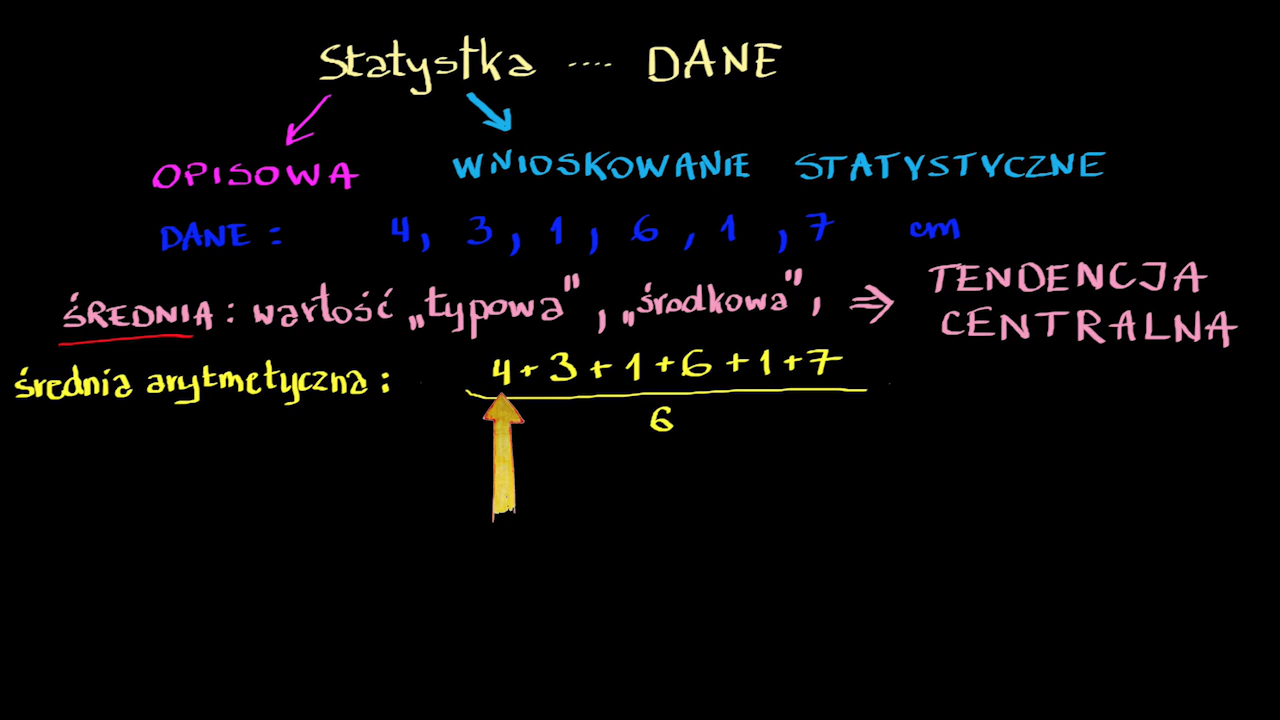 Statystka .... DANE
OPISOWA WNIOSKOWANIE STATYSTYCZNE
DANE : 4, 3, 1, 6, 1, 7 cm
ŚREDNIA : wartość „typowa”, „środkowa”, ⇒ TENDENCJA CENTRALNA
średnia arytmetyczna : 4+3+1+6+1+7
6